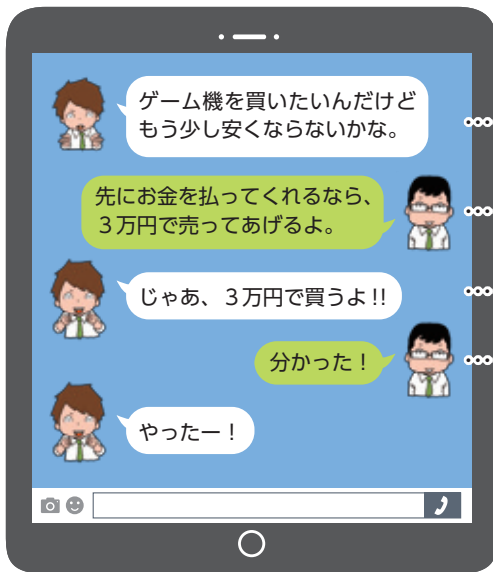 ゲーム機を買いたいんだけど
もう少し安くならないかな。
先にお金を払ってくれるなら、
３万円で売ってあげるよ。
じゃあ、３万円で買うよ!!
分かった！
やったー！